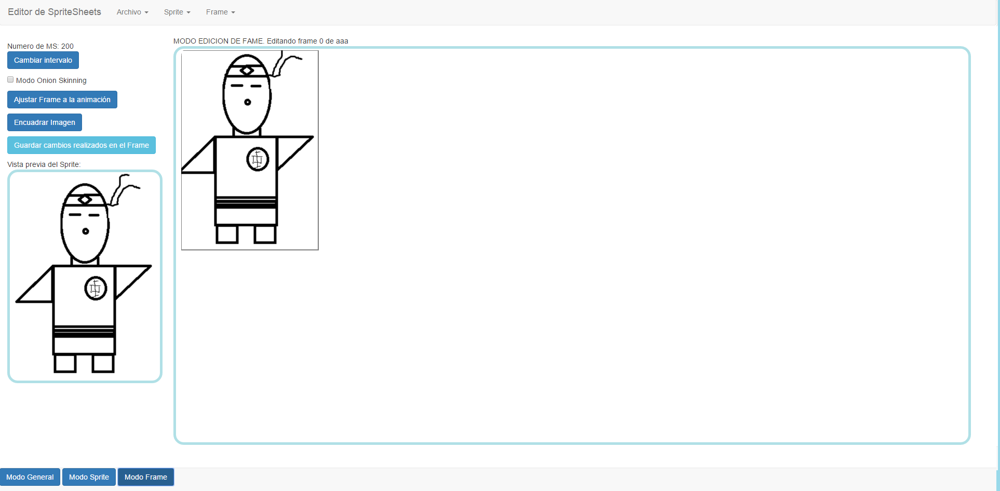 Editor de SpriteSheets Archivo Sprite Frame
Numero de MS: 200
Cambiar intervalo
Modo Onion Skinning
Ajustar Frame a la animación
Encuadrar Imagen
Guardar cambios realizados en el Frame
Vista previa del Sprite:
MODO EDICION DE FAME. Editando frame 0 de aaa
Modo General Modo Sprite Modo Frame